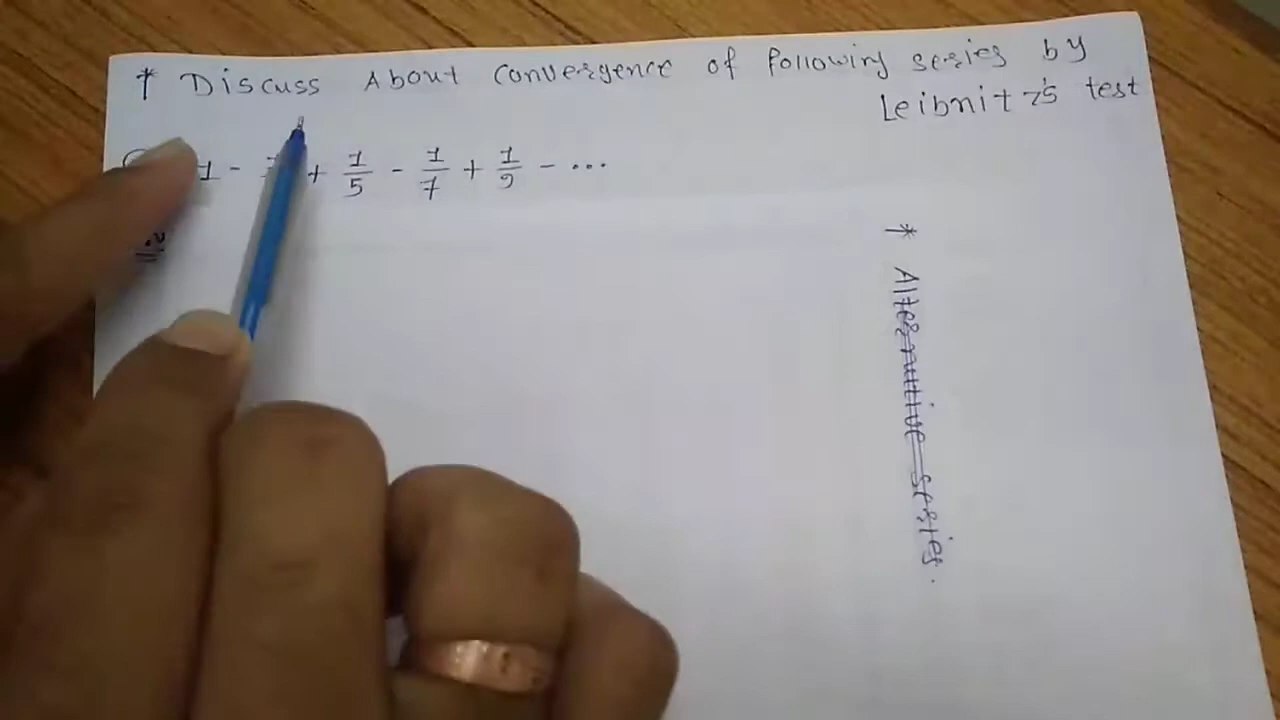 * Discuss About convergence of following series by
Leibnitz's test
1 - + 1/5 - 1/7 + 1/9 - ...
* Alternative series.